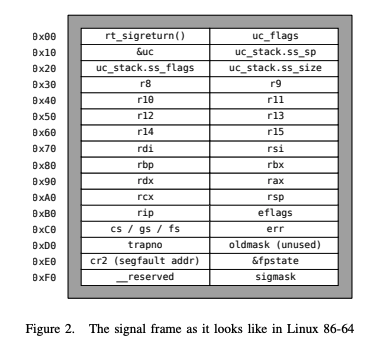 0x00 rt_sigreturn() uc_flags
0x10 &uc uc_stack.ss_sp
0x20 uc_stack.ss_flags uc_stack.ss_size
0x30 r8 r9
0x40 r10 r11
0x50 r12 r13
0x60 r14 r15
0x70 rdi rsi
0x80 rbp rbx
0x90 rdx rax
0xA0 rcx rsp
0xB0 rip eflags
0xC0 cs / gs / fs err
0xD0 trapno oldmask (unused)
0xE0 cr2 (segfault addr) &fpstate
0xF0 __reserved sigmask
Figure 2. The signal frame as it looks like in Linux 86-64